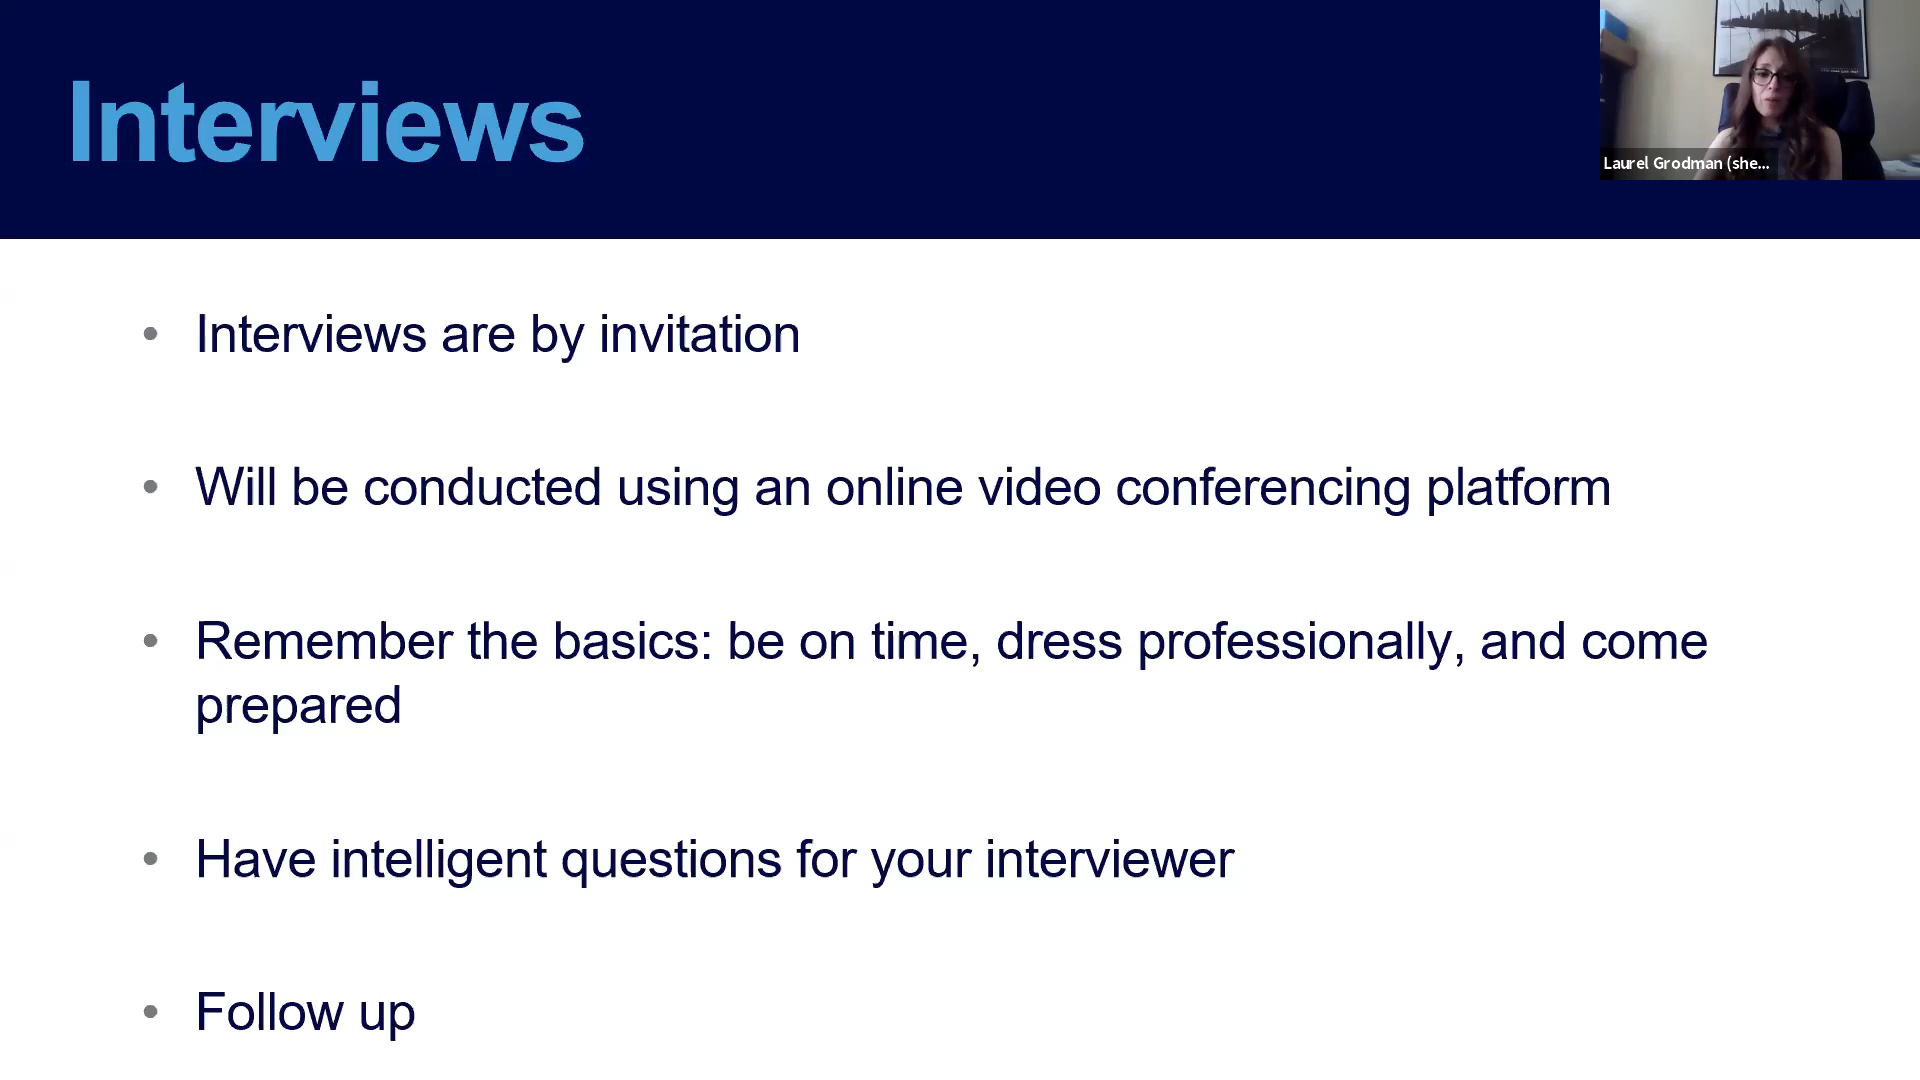 Interviews
Laurel Grodman (she...
• Interviews are by invitation
• Will be conducted using an online video conferencing platform
• Remember the basics: be on time, dress professionally, and come
prepared
• Have intelligent questions for your interviewer
• Follow up